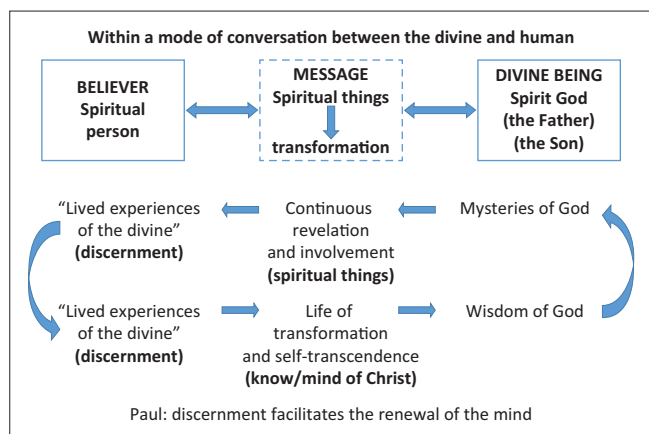 Within a mode of conversation between the divine and human
BELIEVER
Spiritual
person
MESSAGE
Spiritual things
transformation
DIVINE BEING
Spirit God
(the Father)
(the Son)
“Lived experiences
of the divine”
(discernment)
Continuous
revelation
and involvement
(spiritual things)
Mysteries of God
“Lived experiences
of the divine”
(discernment)
Life of
transformation
and self-transcendence
(know/mind of Christ)
Wisdom of God
Paul: discernment facilitates the renewal of the mind